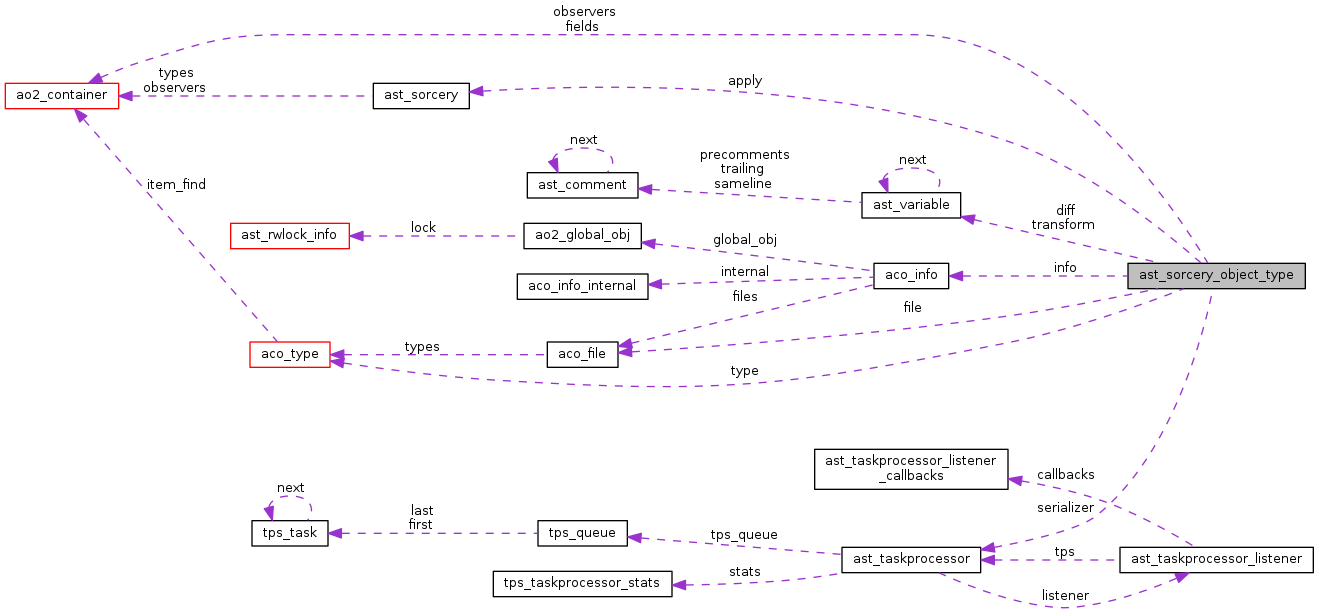 observers
fields
types
observers
ao2_container
ast_sorcery
apply
next
precomments
trailing
sameline
next
ast_comment
item_find
ast_variable
diff
transform
ast_rwlock_info
lock
ao2_global_obj
global_obj
internal
aco_info
info
ast_sorcery_object_type
aco_info_internal
files
file
aco_type
types
aco_file
type
ast_taskprocessor_listener
_callbacks
callbacks
next
last
first
serializer
tps_task
tps_queue
tps_queue
ast_taskprocessor
tps
ast_taskprocessor_listener
tps_taskprocessor_stats
stats
listener